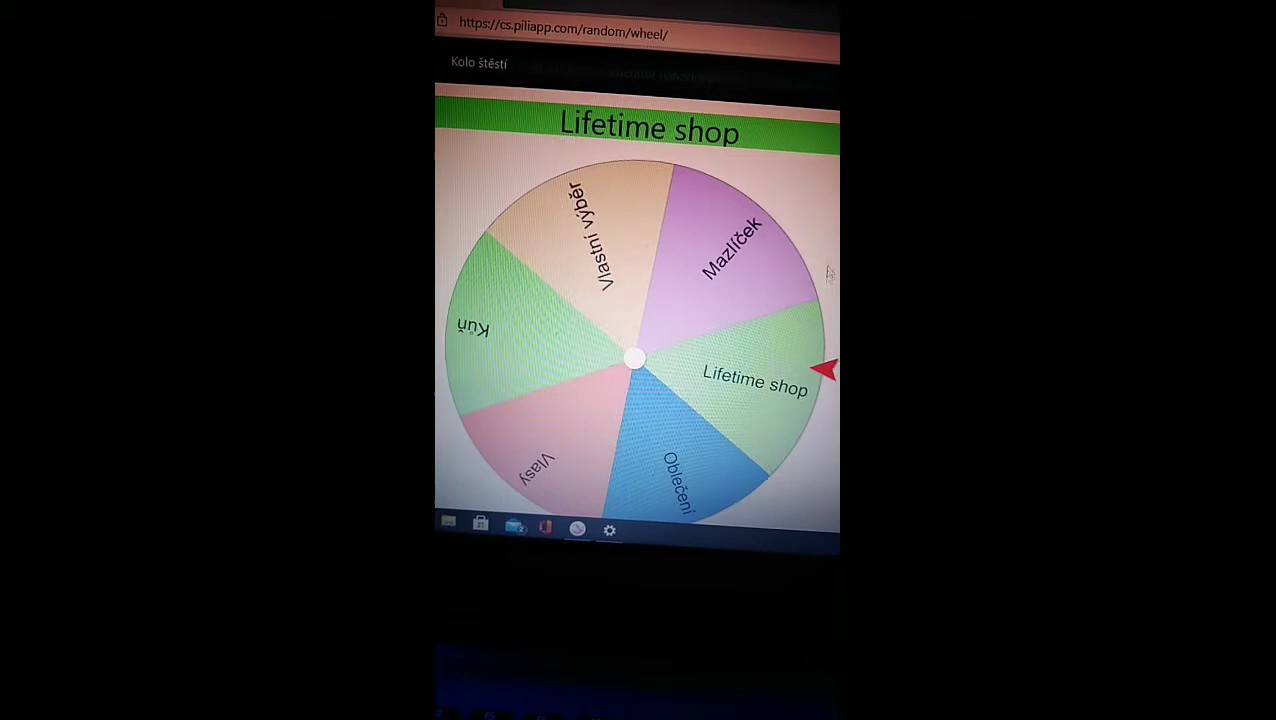 https://cs.piliapp.com/random/wheel/
Kolo štěstí
Lifetime shop
Vlastní výběr
Mazlíček
Kůň
Lifetime shop
Vlasy
Oblečení